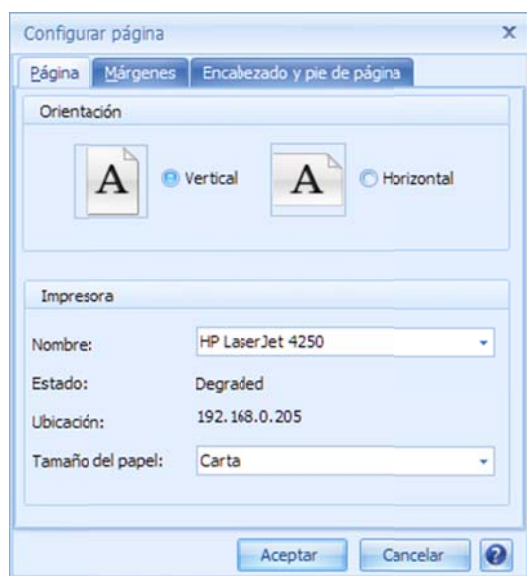 Configurar página
Página Márgenes Encabezado y pie de página
Orientación
A Vertical A Horizontal
Impresora
Nombre: HP LaserJet 4250
Estado: Degraded
Ubicación: 192.168.0.205
Tamaño del papel: Carta
Aceptar Cancelar ?